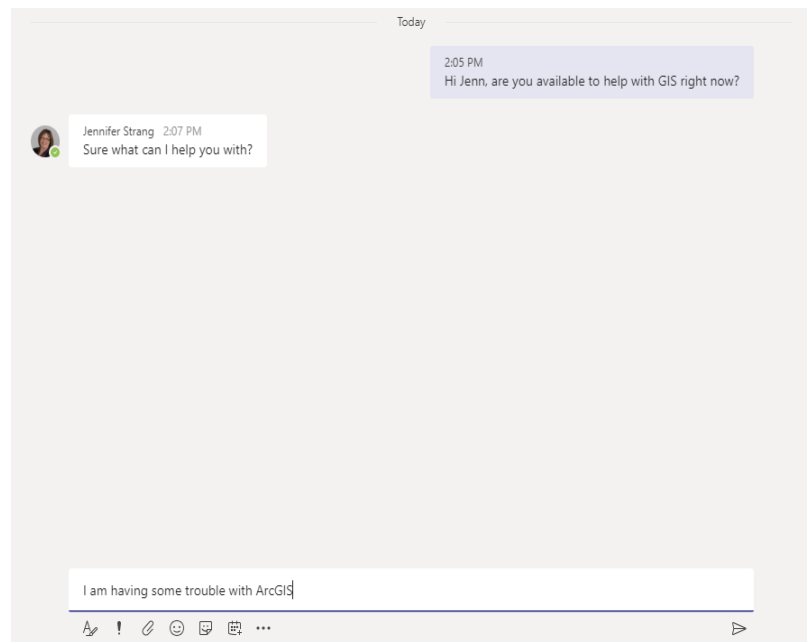 Today
2:05 PM
Hi Jenn, are you available to help with GIS right now?
Jennifer Strang 2:07 PM
Sure what can I help you with?
I am having some trouble with ArcGIS